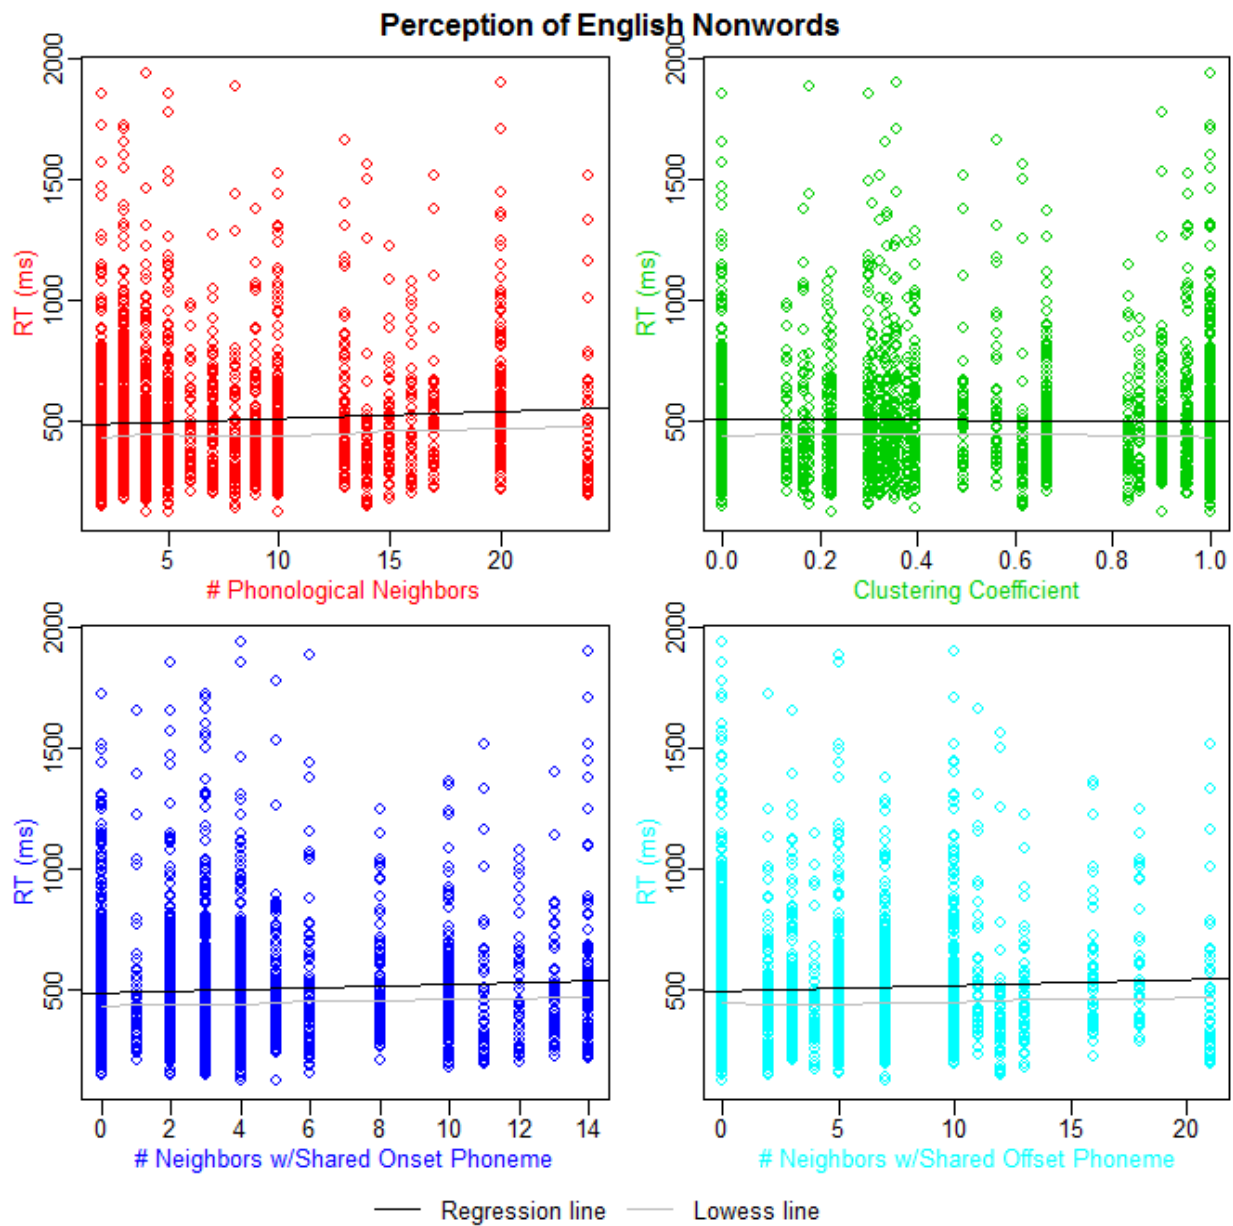 Perception of English Nonwords
2000
1500
1000
500
RT (ms)
5 10 15 20
# Phonological Neighbors
2000
1500
1000
500
RT (ms)
0.0 0.2 0.4 0.6 0.8 1.0
Clustering Coefficient
2000
1500
1000
500
RT (ms)
0 2 4 6 8 10 12 14
# Neighbors w/Shared Onset Phoneme
2000
1500
1000
500
RT (ms)
0 5 10 15 20
# Neighbors w/Shared Offset Phoneme
Regression line Lowess line